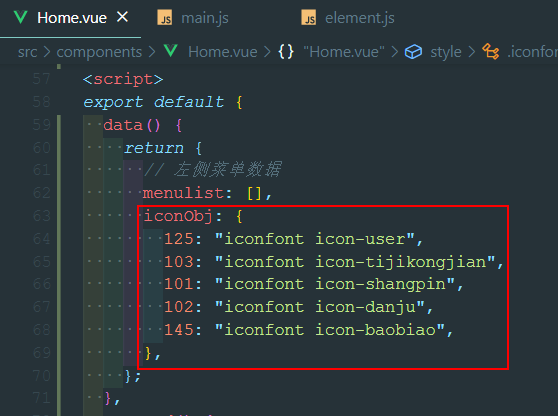 Home.vue × JS main.js JS element.js
src > components > Home.vue > {} "Home.vue" > style > .iconfo
57 <script>
58 export default {
59 data() {
60 return {
61 // 左侧菜单数据
62 menulist: [],
63 iconObj: {
64 125: "iconfont icon-user",
65 103: "iconfont icon-tijikongjian",
66 101: "iconfont icon-shangpin",
67 102: "iconfont icon-danju",
68 145: "iconfont icon-baobiao",
69 },
70 };
71 },